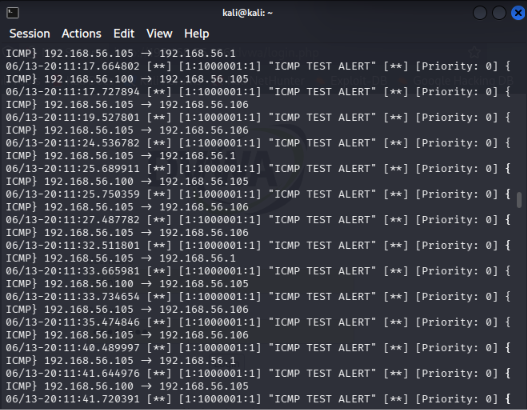 kali@kali: ~
Session Actions Edit View Help
ICMP} 192.168.56.105 → 192.168.56.1
06/13-20:11:17.664802 [**] [1:1000001:1] "ICMP TEST ALERT" [**] [Priority: 0] {
ICMP} 192.168.56.100 → 192.168.56.105
06/13-20:11:17.727894 [**] [1:1000001:1] "ICMP TEST ALERT" [**] [Priority: 0] {
ICMP} 192.168.56.105 → 192.168.56.106
06/13-20:11:19.527801 [**] [1:1000001:1] "ICMP TEST ALERT" [**] [Priority: 0] {
ICMP} 192.168.56.105 → 192.168.56.106
06/13-20:11:24.536782 [**] [1:1000001:1] "ICMP TEST ALERT" [**] [Priority: 0] {
ICMP} 192.168.56.105 → 192.168.56.1
06/13-20:11:25.689911 [**] [1:1000001:1] "ICMP TEST ALERT" [**] [Priority: 0] {
ICMP} 192.168.56.100 → 192.168.56.105
06/13-20:11:25.750359 [**] [1:1000001:1] "ICMP TEST ALERT" [**] [Priority: 0] {
ICMP} 192.168.56.105 → 192.168.56.106
06/13-20:11:27.487782 [**] [1:1000001:1] "ICMP TEST ALERT" [**] [Priority: 0] {
ICMP} 192.168.56.105 → 192.168.56.106
06/13-20:11:32.511801 [**] [1:1000001:1] "ICMP TEST ALERT" [**] [Priority: 0] {
ICMP} 192.168.56.105 → 192.168.56.1
06/13-20:11:33.665981 [**] [1:1000001:1] "ICMP TEST ALERT" [**] [Priority: 0] {
ICMP} 192.168.56.100 → 192.168.56.105
06/13-20:11:33.734654 [**] [1:1000001:1] "ICMP TEST ALERT" [**] [Priority: 0] {
ICMP} 192.168.56.105 → 192.168.56.106
06/13-20:11:35.474846 [**] [1:1000001:1] "ICMP TEST ALERT" [**] [Priority: 0] {
ICMP} 192.168.56.105 → 192.168.56.106
06/13-20:11:40.489997 [**] [1:1000001:1] "ICMP TEST ALERT" [**] [Priority: 0] {
ICMP} 192.168.56.105 → 192.168.56.1
06/13-20:11:41.644976 [**] [1:1000001:1] "ICMP TEST ALERT" [**] [Priority: 0] {
ICMP} 192.168.56.100 → 192.168.56.105
06/13-20:11:41.720391 [**] [1:1000001:1] "ICMP TEST ALERT" [**] [Priority: 0] {